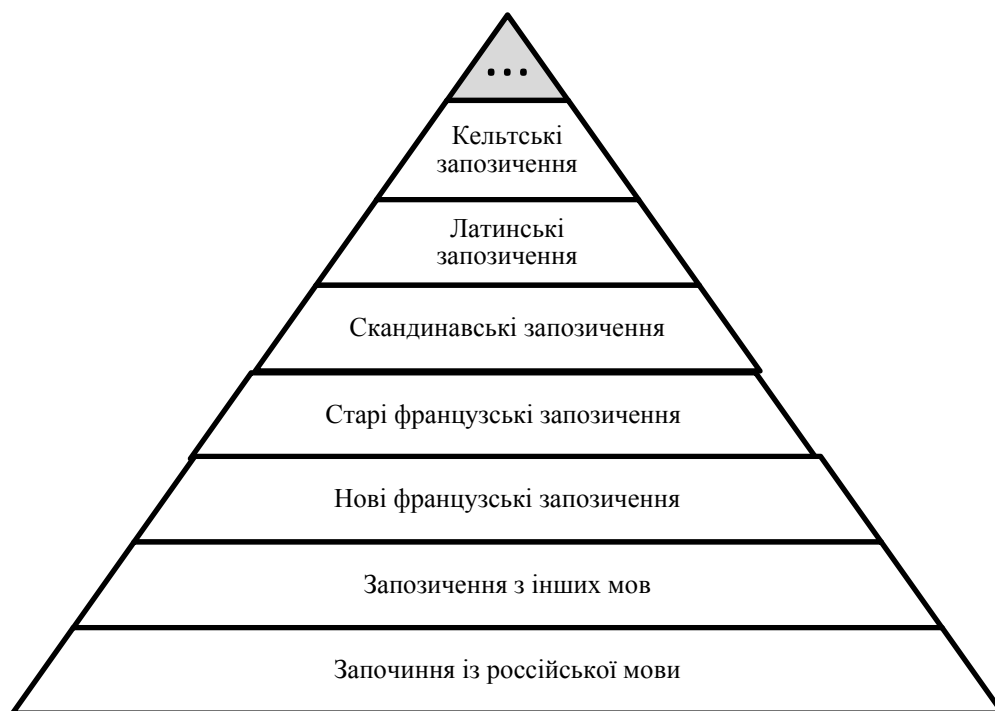 ...
Кельтські
запозичення
Латинські
запозичення
Скандинавські запозичення
Старі французські запозичення
Нові французські запозичення
Запозичення з інших мов
Започиння із россійської мови